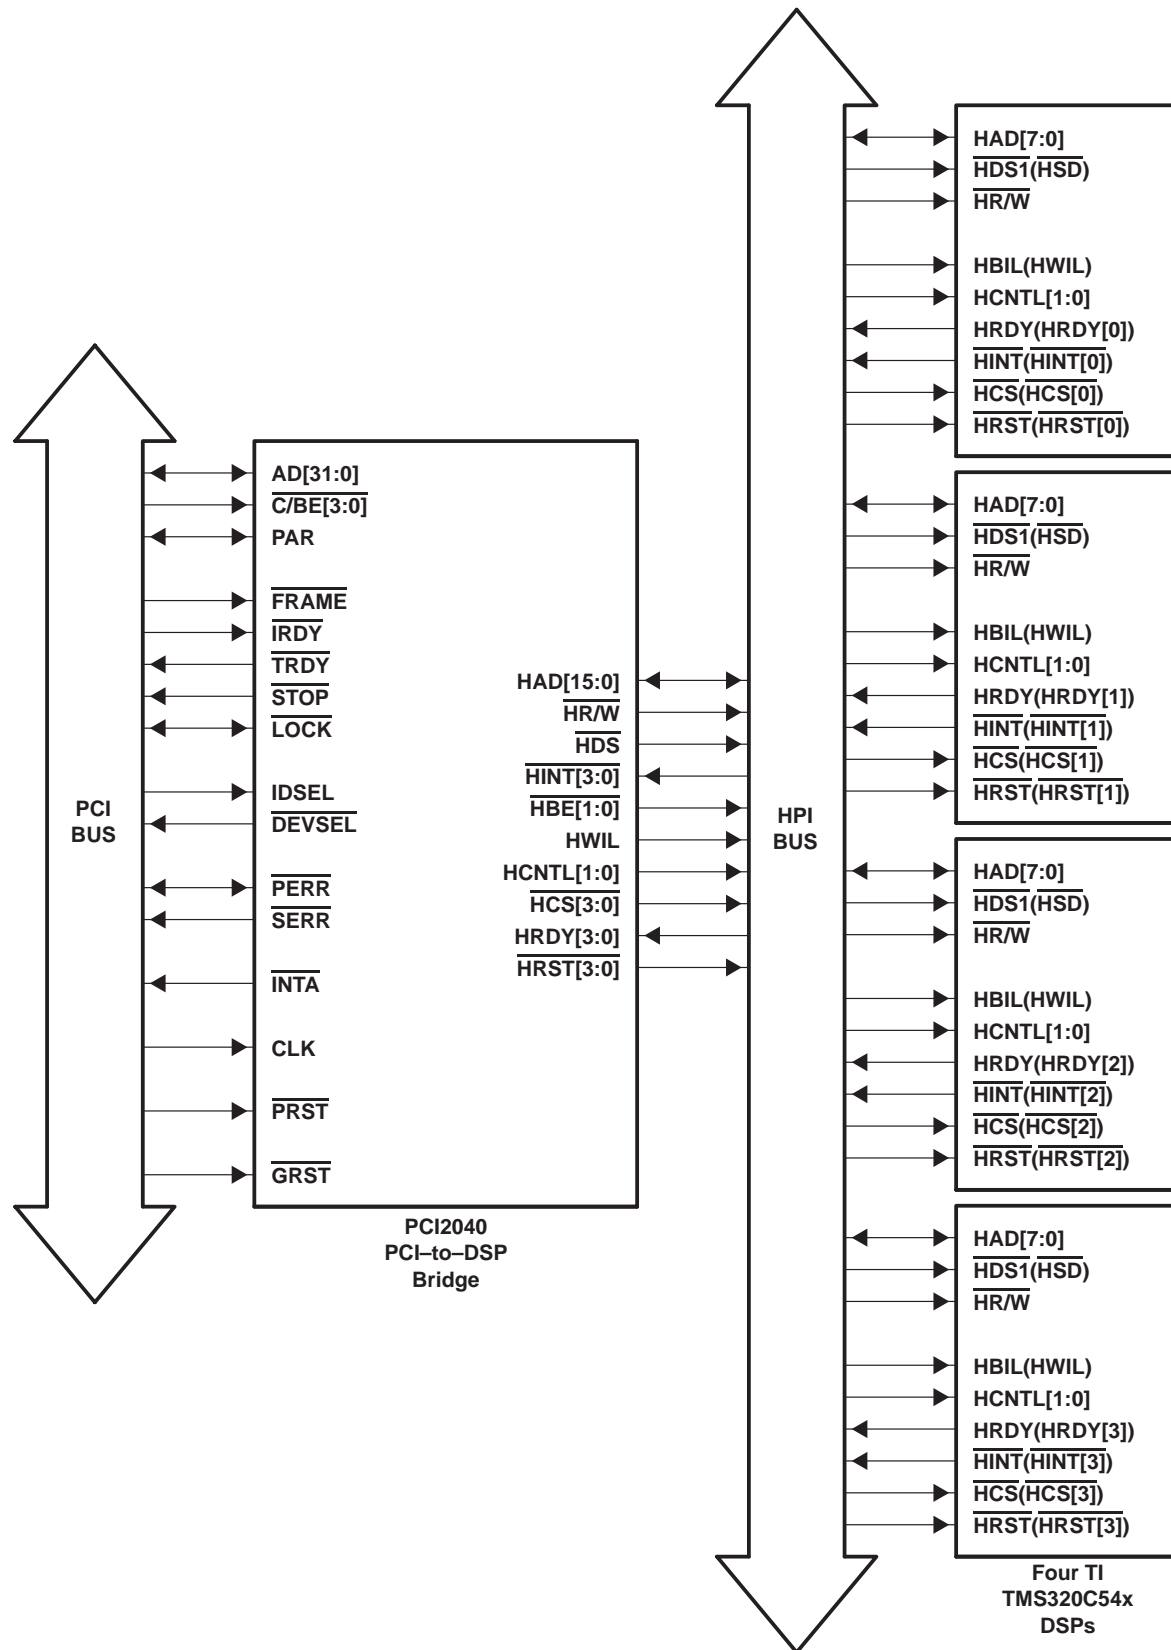 PCI
BUS
AD[31:0]
C/BE[3:0]
PAR
FRAME
IRDY
TRDY
STOP
LOCK
IDSEL
DEVSEL
PERR
SERR
INTA
CLK
PRST
GRST
HAD[15:0]
HR/W
HDS
HINT[3:0]
HBE[1:0]
HWIL
HCNTL[1:0]
HCS[3:0]
HRDY[3:0]
HRST[3:0]
PCI2040
PCI–to–DSP
Bridge
HPI
BUS
HAD[7:0]
HDS1(HSD)
HR/W
HBIL(HWIL)
HCNTL[1:0]
HRDY(HRDY[0])
HINT(HINT[0])
HCS(HCS[0])
HRST(HRST[0])
HAD[7:0]
HDS1(HSD)
HR/W
HBIL(HWIL)
HCNTL[1:0]
HRDY(HRDY[1])
HINT(HINT[1])
HCS(HCS[1])
HRST(HRST[1])
HAD[7:0]
HDS1(HSD)
HR/W
HBIL(HWIL)
HCNTL[1:0]
HRDY(HRDY[2])
HINT(HINT[2])
HCS(HCS[2])
HRST(HRST[2])
HAD[7:0]
HDS1(HSD)
HR/W
HBIL(HWIL)
HCNTL[1:0]
HRDY(HRDY[3])
HINT(HINT[3])
HCS(HCS[3])
HRST(HRST[3])
Four TI
TMS320C54x
DSPs